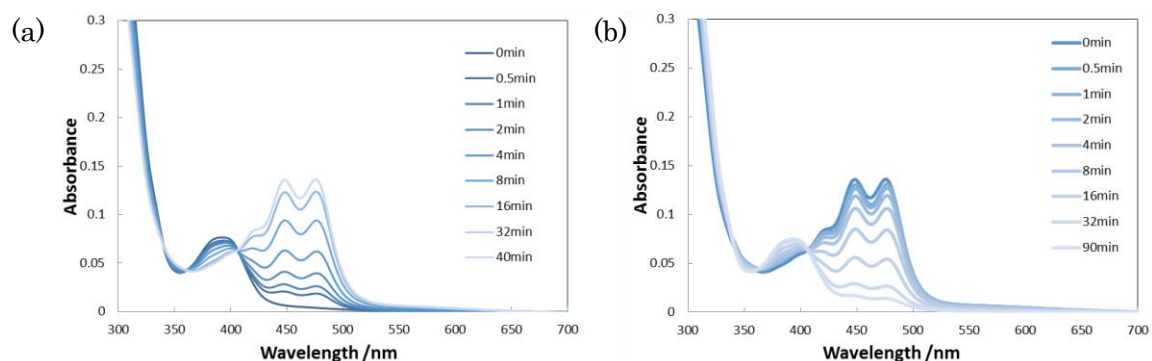 (a)
0.3
0.25
0.2
0.15
0.1
0.05
0
Absorbance
300 350 400 450 500 550 600 650 700
Wavelength /nm
0min
0.5min
1min
2min
4min
8min
16min
32min
40min
(b)
0.3
0.25
0.2
0.15
0.1
0.05
0
Absorbance
300 350 400 450 500 550 600 650 700
Wavelength /nm
0min
0.5min
1min
2min
4min
8min
16min
32min
90min